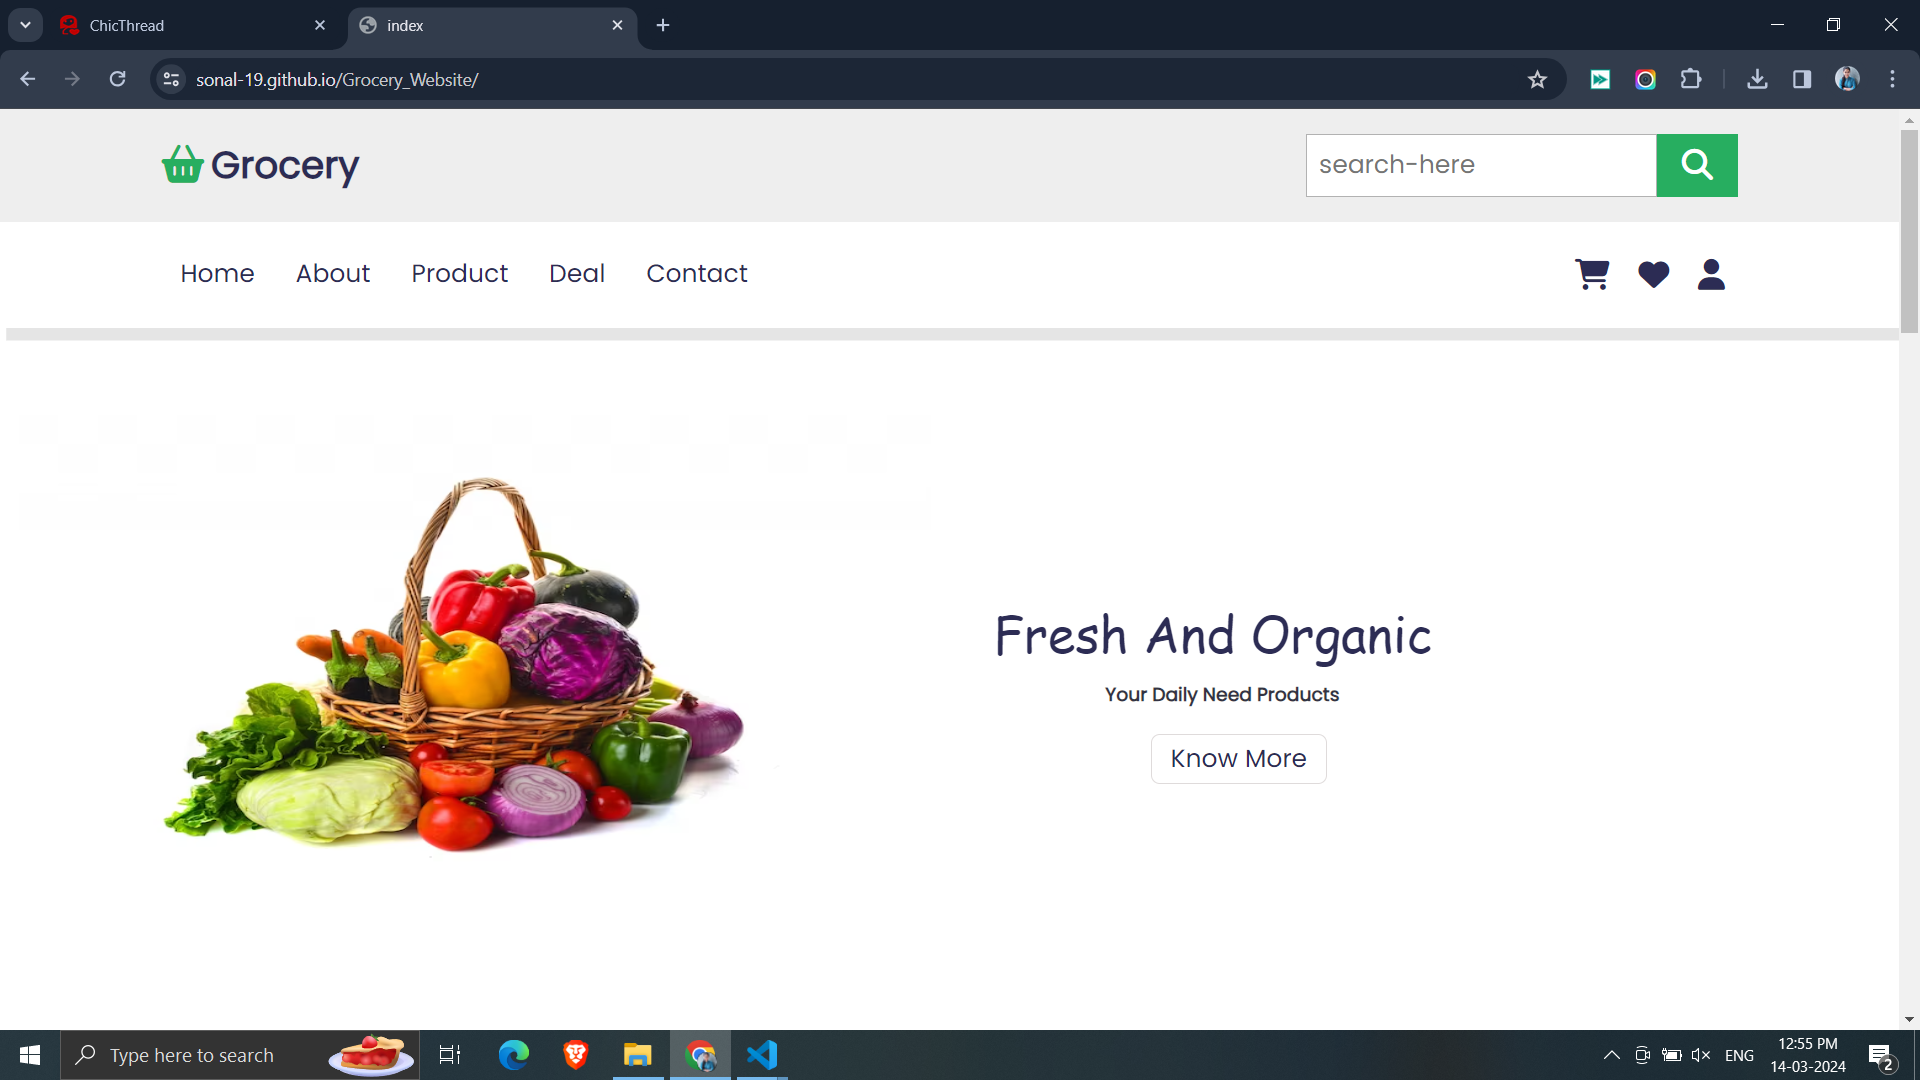 ChicThread
index
sonal-19.github.io/Grocery_Website/
Grocery
search-here
Home About Product Deal Contact
Fresh And Organic
Your Daily Need Products
Know More
Type here to search
ENG
12:55 PM
14-03-2024
2